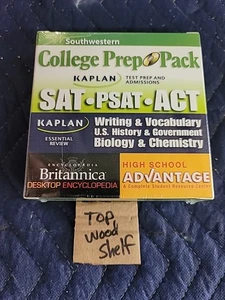 Southwestern
College Prep Pack
KAPLAN TEST PREP AND ADMISSIONS
SAT•PSAT•ACT
KAPLAN
ESSENTIAL REVIEW
Writing & Vocabulary
U.S. History & Government
Biology & Chemistry
ENCYCLOPEDIA
Britannica
DESKTOP ENCYCLOPEDIA
HIGH SCHOOL
ADVANTAGE
A Complete Student Resource Center
TOP
Wood
Shelf